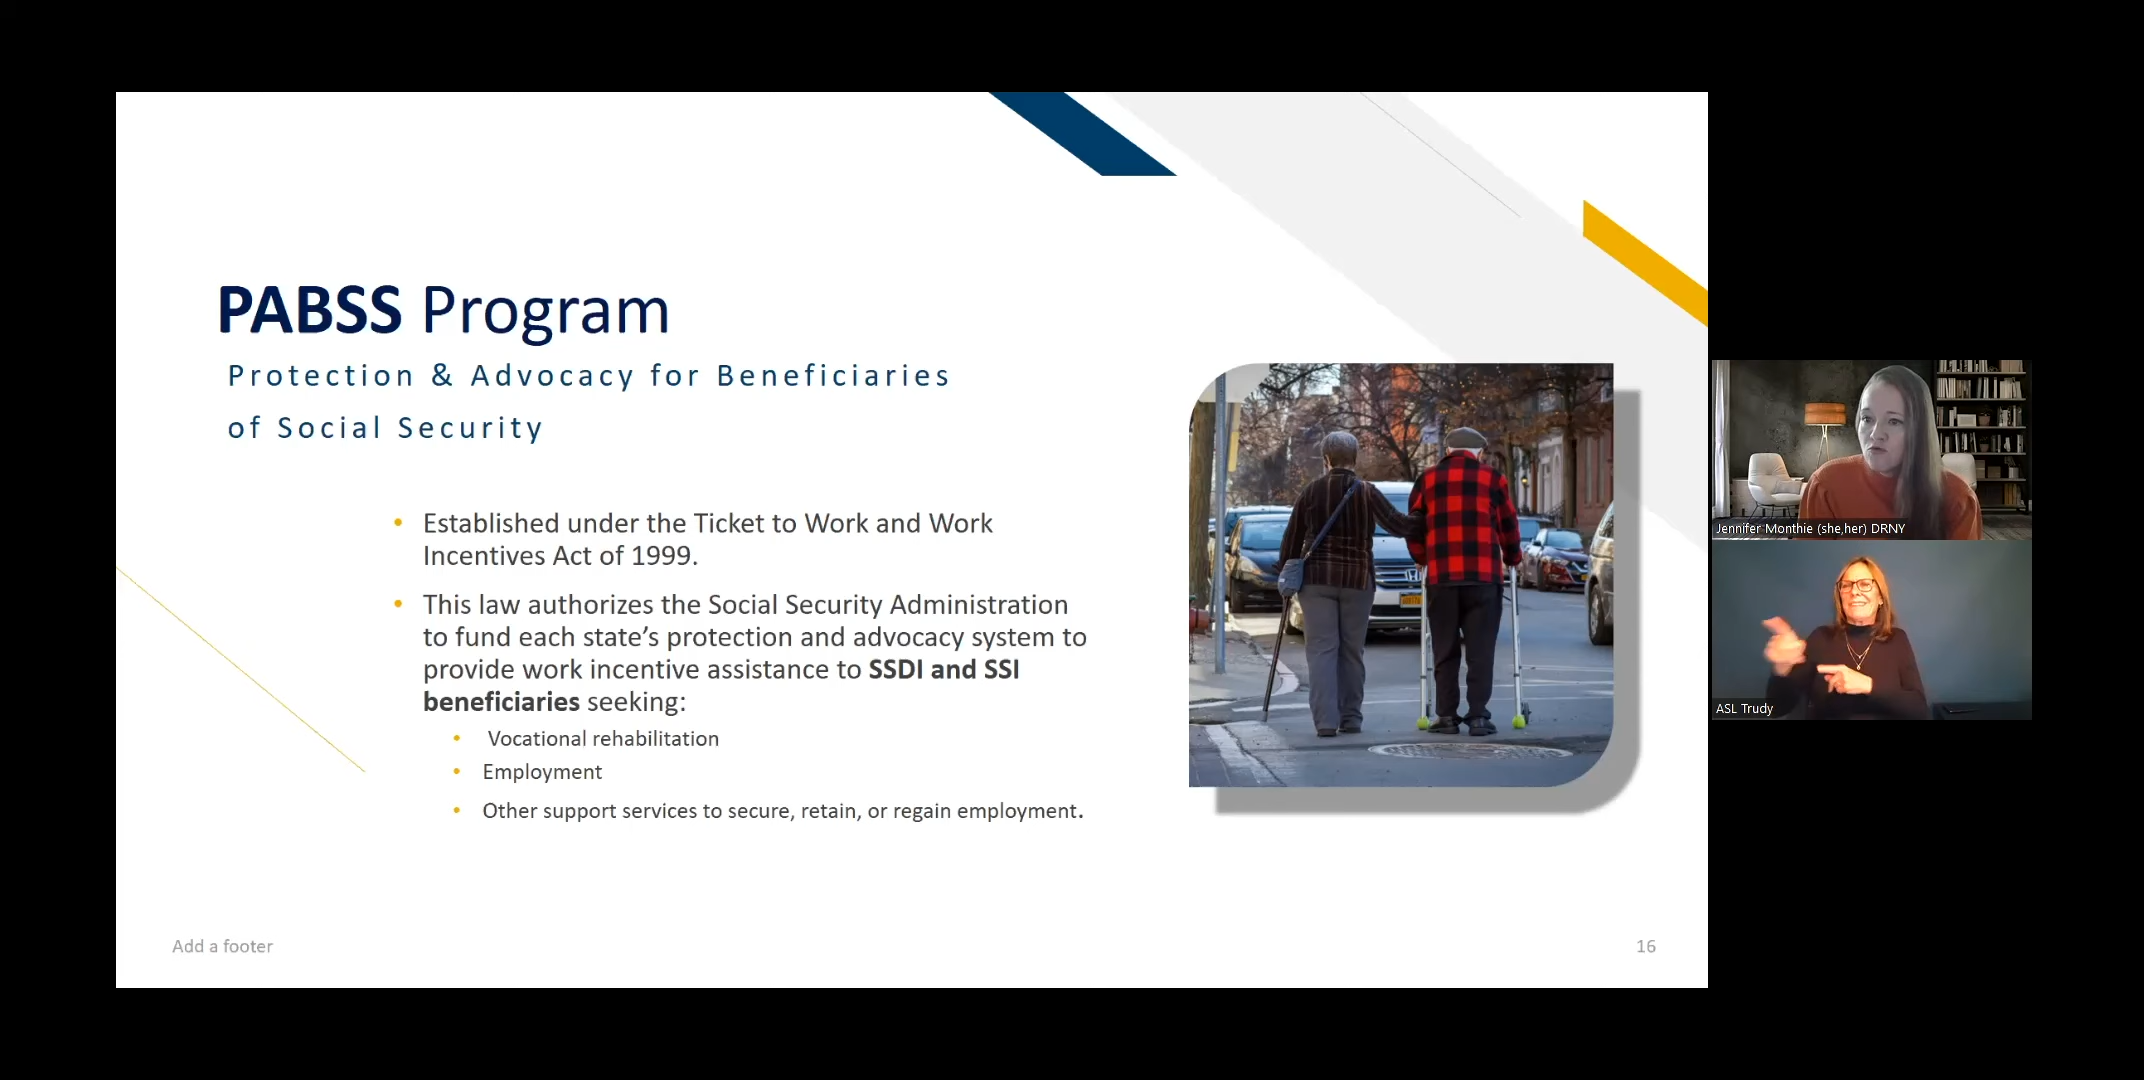 PABSS Program
Protection & Advocacy for Beneficiaries
of Social Security
• Established under the Ticket to Work and Work
Incentives Act of 1999.
• This law authorizes the Social Security Administration
to fund each state’s protection and advocacy system to
provide work incentive assistance to SSDI and SSI
beneficiaries seeking:
• Vocational rehabilitation
• Employment
• Other support services to secure, retain, or regain employment.
Add a footer
16
Jennifer Monthie (she,her) DRNY
ASL Trudy